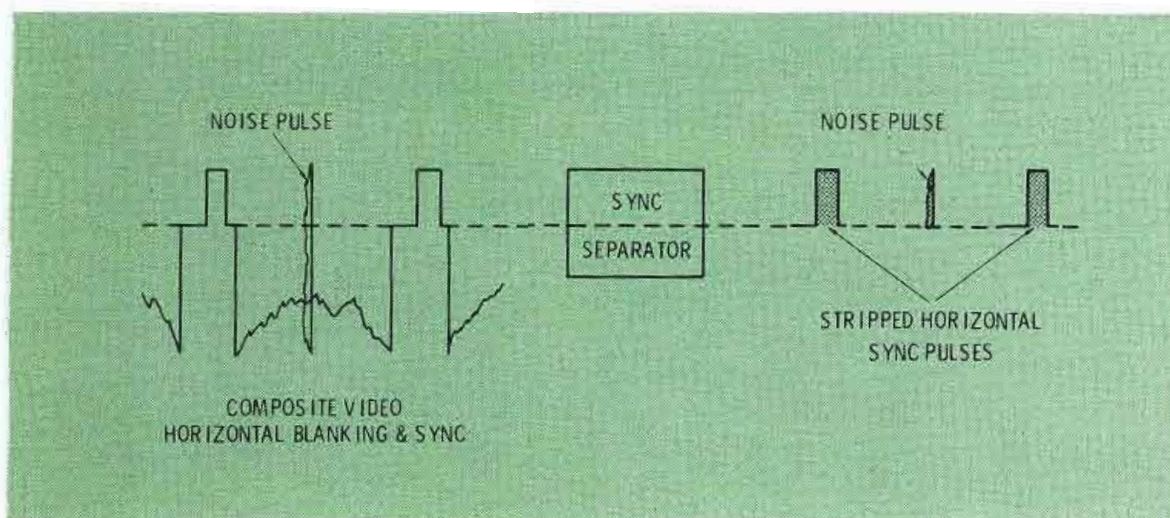 NOISE PULSE
NOISE PULSE
SYNC
SEPARATOR
STRIPPED HORIZONTAL
SYNC PULSES
COMPOSITE VIDEO
HORIZONTAL BLANKING & SYNC